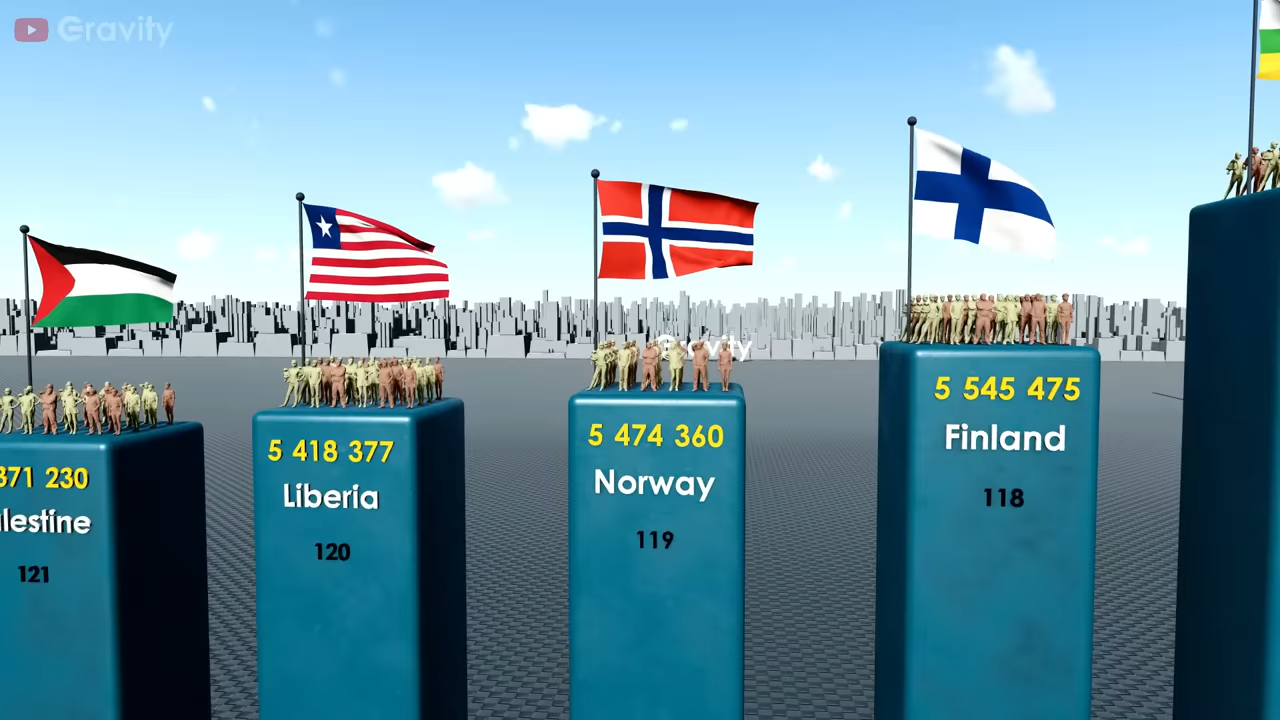 Gravity
5 545 475
Finland
118
5 474 360
Norway
119
5 418 377
Liberia
120
371 230
lestine
121
Gravity